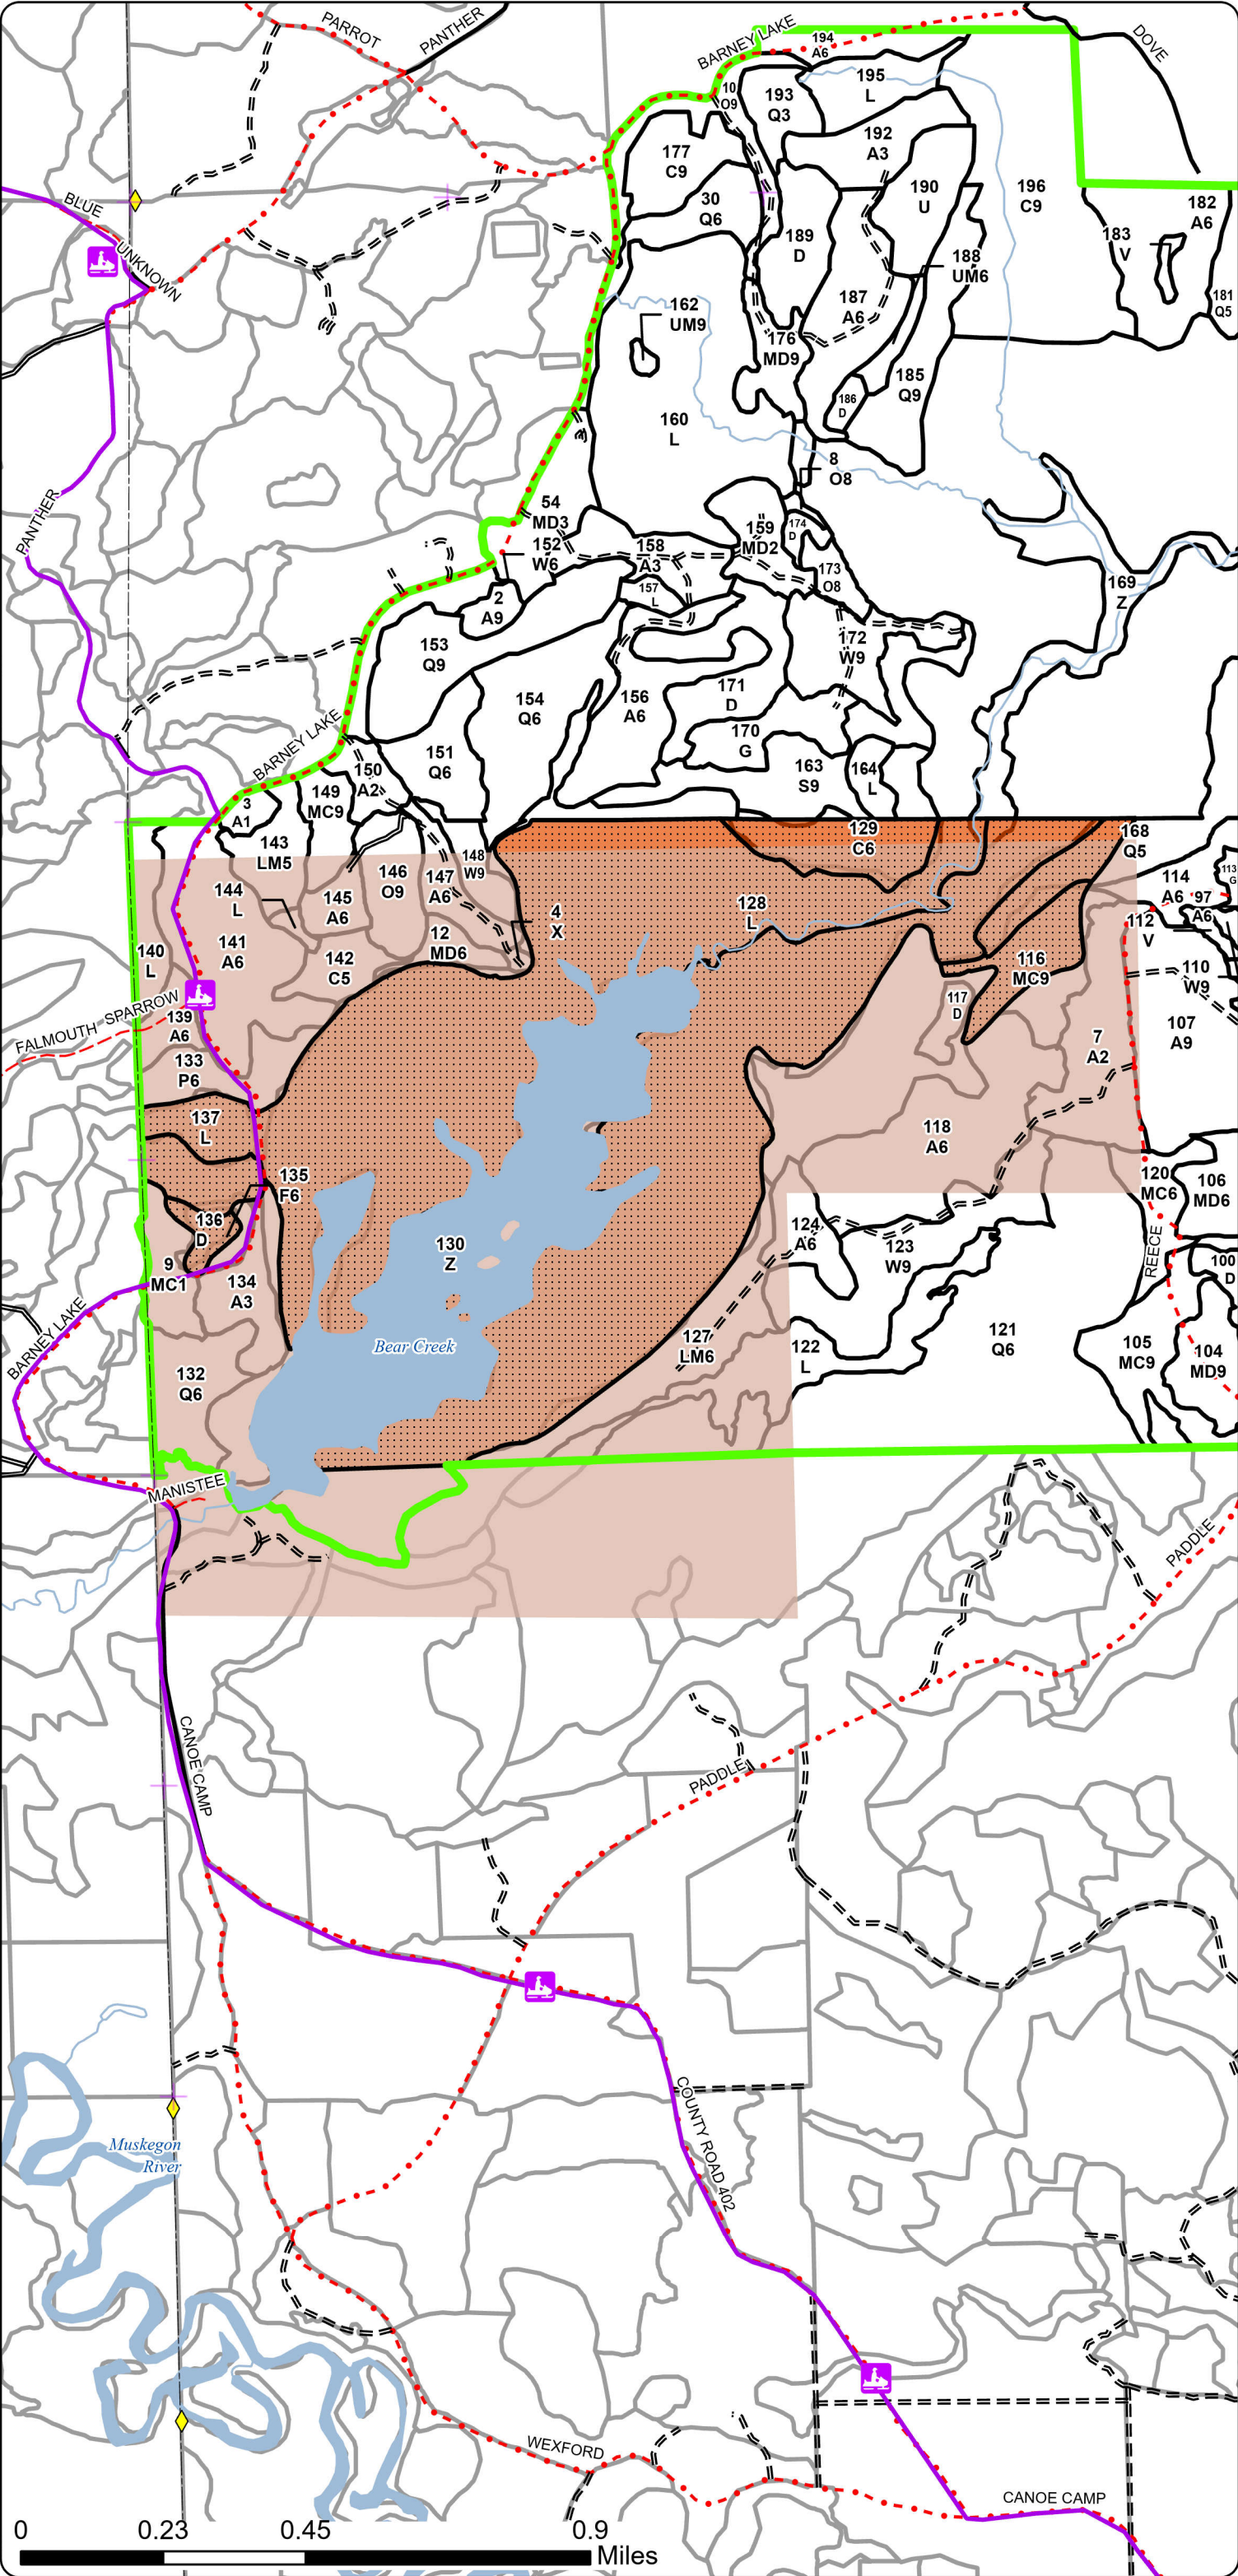 PARROT
PANTHER
BARNEY LAKE
194
A6
DOVE
10
O9
193
Q3
195
L
177
C9
192
A3
30
Q6
190
U
196
C9
182
A6
BLUE
UNKNOWN
189
D
183
V
188
UM6
181
Q5
162
UM9
187
A6
176
MD9
185
Q9
186
D
160
L
8
O8
PANTHER
54
MD3
159
MD2
174
D
152
W6
158
A3
173
O8
157
L
169
Z
2
A9
153
Q9
172
W9
154
Q6
156
A6
171
D
170
G
BARNEY LAKE
151
Q6
150
A2
149
MC9
163
S9
164
L
3
A1
143
LM5
129
C6
168
Q5
148
W9
146
O9
147
A6
144
L
145
A6
114
A6
113
G
97
A6
128
L
4
X
112
V
12
MD6
141
A6
140
L
142
C5
116
MC9
110
W9
117
D
FALMOUTH SPARROW
139
A6
107
A9
7
A2
133
P6
137
L
118
A6
135
F6
120
MC6
106
MD6
136
D
124
A6
123
W9
130
Z
REECE
9
MC1
100
D
134
A3
BARNEY LAKE
Bear Creek
127
LM6
122
L
121
Q6
105
MC9
104
MD9
132
Q6
MANISTEE
PADDLE
CANOE CAMP
PADDLE
COUNTY ROAD 402
Muskegon
River
WEXFORD
CANOE CAMP
0 0.23 0.45 0.9
Miles